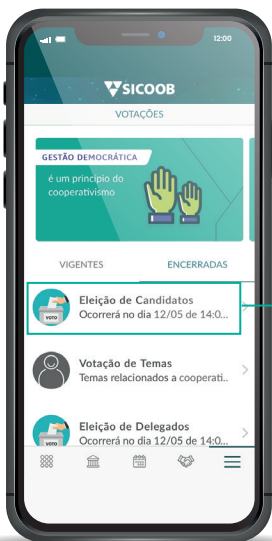 12:00
SICOOB
VOTAÇÕES
GESTÃO DEMOCRÁTICA
é um princípio do
cooperativismo
VIGENTES ENCERRADAS
Eleição de Candidatos
Ocorrerá no dia 12/05 de 14:0...
Votação de Temas
Temas relacionados a cooperati..
Eleição de Delegados
Ocorrerá no dia 12/05 de 14:0...
VOTO
VOTO